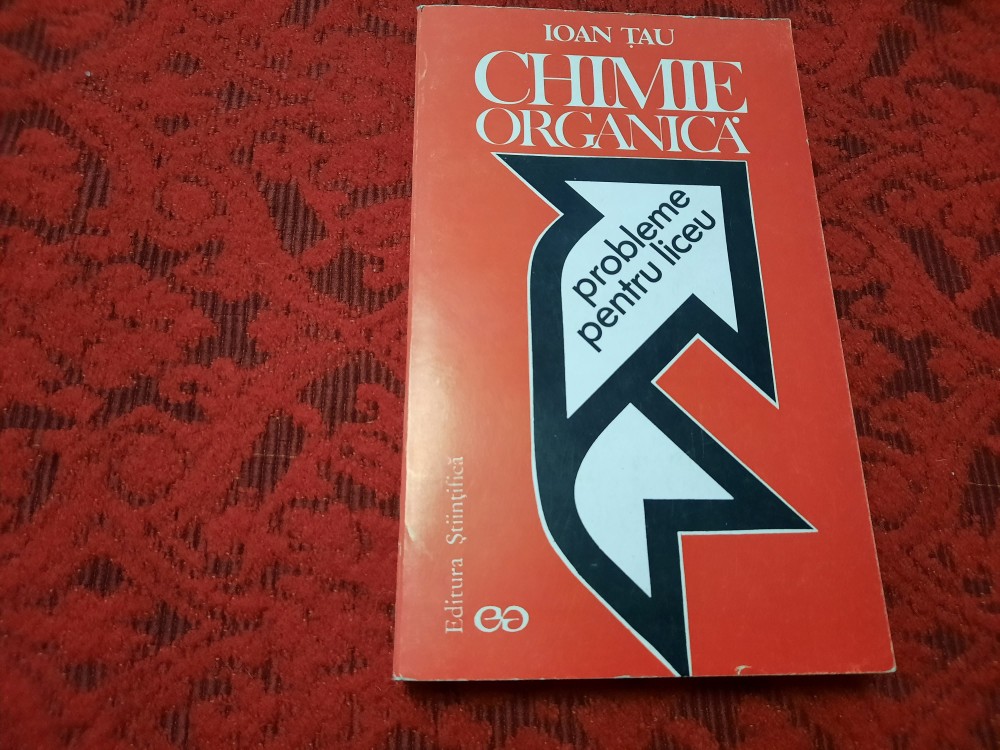 IOAN ȚAU
CHIMIE
ORGANICĂ
probleme
pentru liceu
Editura Științifică